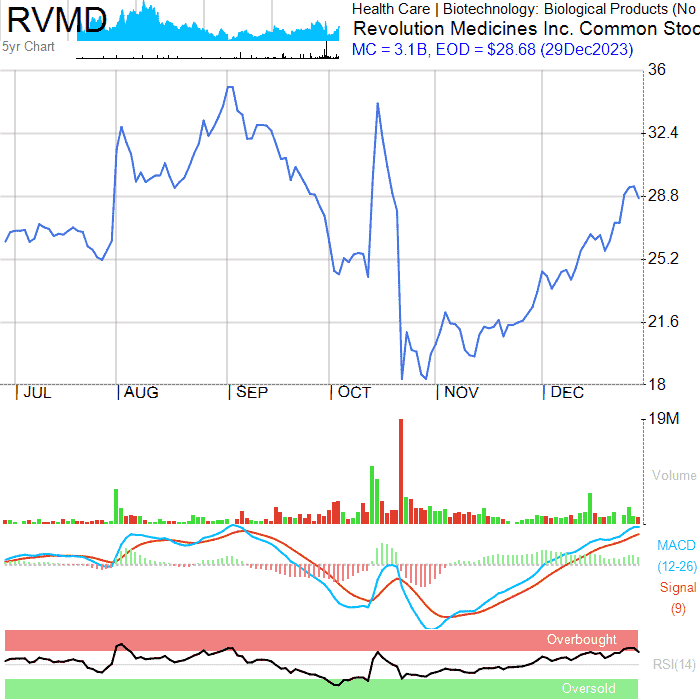 RVMD
5yr Chart
Health Care | Biotechnology: Biological Products (No
Revolution Medicines Inc. Common Stoc
MC = 3.1B, EOD = $28.68 (29Dec2023)
36
32.4
28.8
25.2
21.6
18
| JUL | AUG | SEP | OCT | NOV | DEC
19M
Volume
MACD
(12-26)
Signal
(9)
Overbought
RSI(14)
Oversold